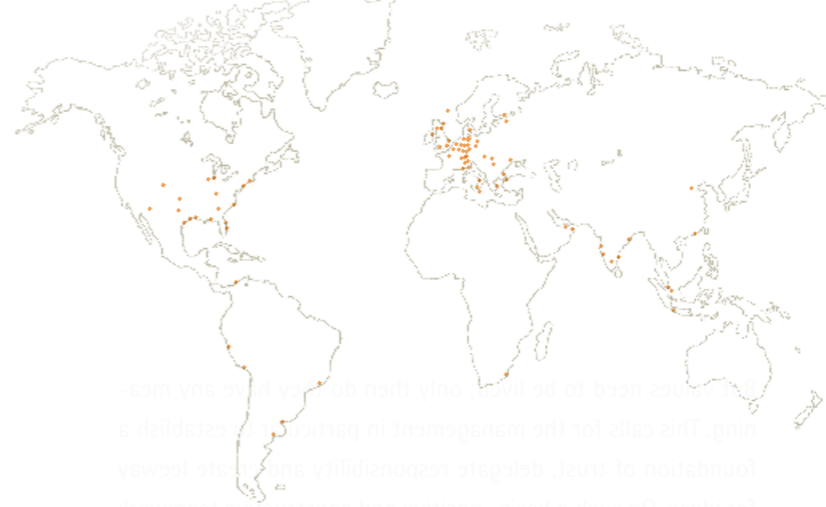 But values need to be lived, only then do they have any mea-
ning. This calls for the management in particular to establish a
foundation of trust, delegate responsibility and create leeway